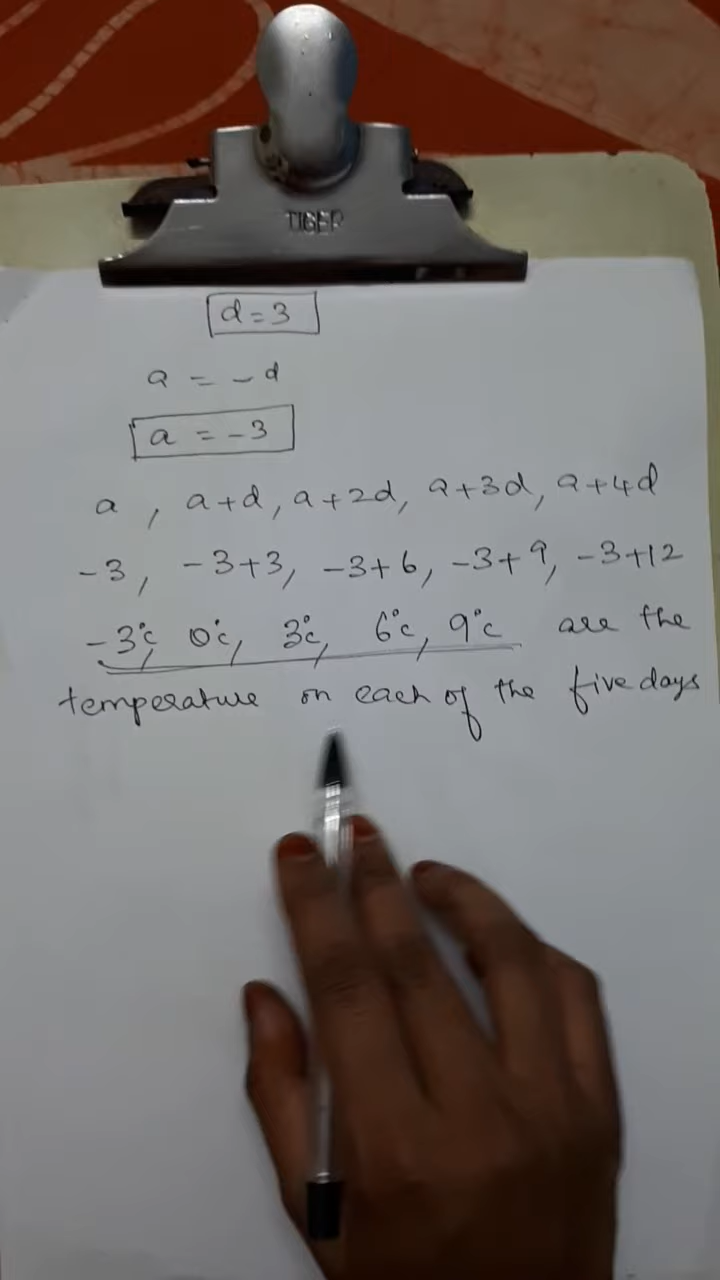 TIGER
d = 3
a = - d
a = -3
a , a+d, a+2d, a+3d, a+4d
-3, -3+3, -3+6, -3+9, -3+12
-3°c, 0°c, 3°c, 6°c, 9°c are the
temperature on each of the five days